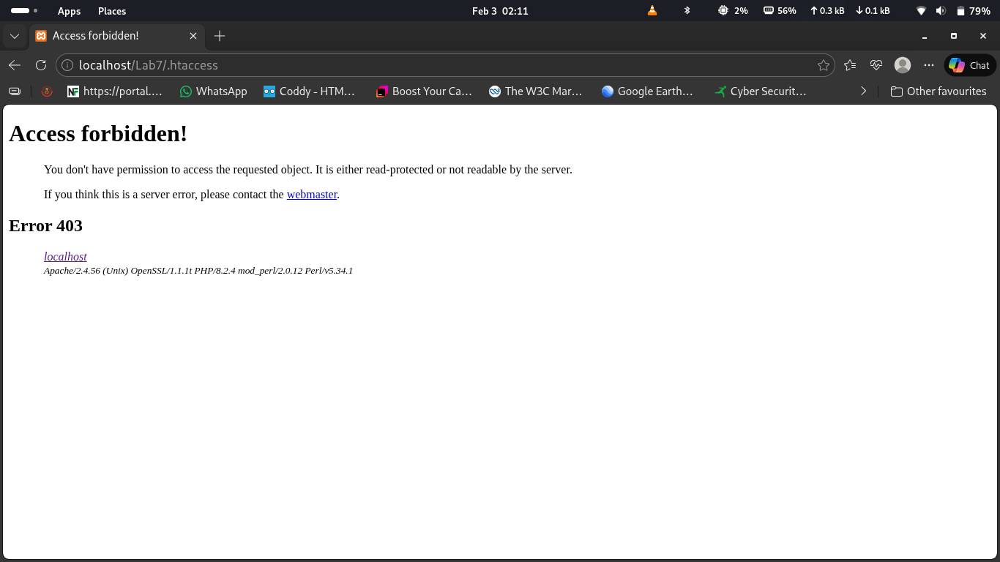 Apps Places Feb 3 02:11 2% 56% 0.3 kB 0.1 kB 79%
Access forbidden!
localhost/Lab7/.htaccess Chat
https://portal.... WhatsApp Coddy - HTM... Boost Your Ca... The W3C Mar... Google Earth... Cyber Securit... Other favourites
Access forbidden!
You don't have permission to access the requested object. It is either read-protected or not readable by the server.
If you think this is a server error, please contact the webmaster.
Error 403
localhost
Apache/2.4.56 (Unix) OpenSSL/1.1.1t PHP/8.2.4 mod_perl/2.0.12 Perl/v5.34.1